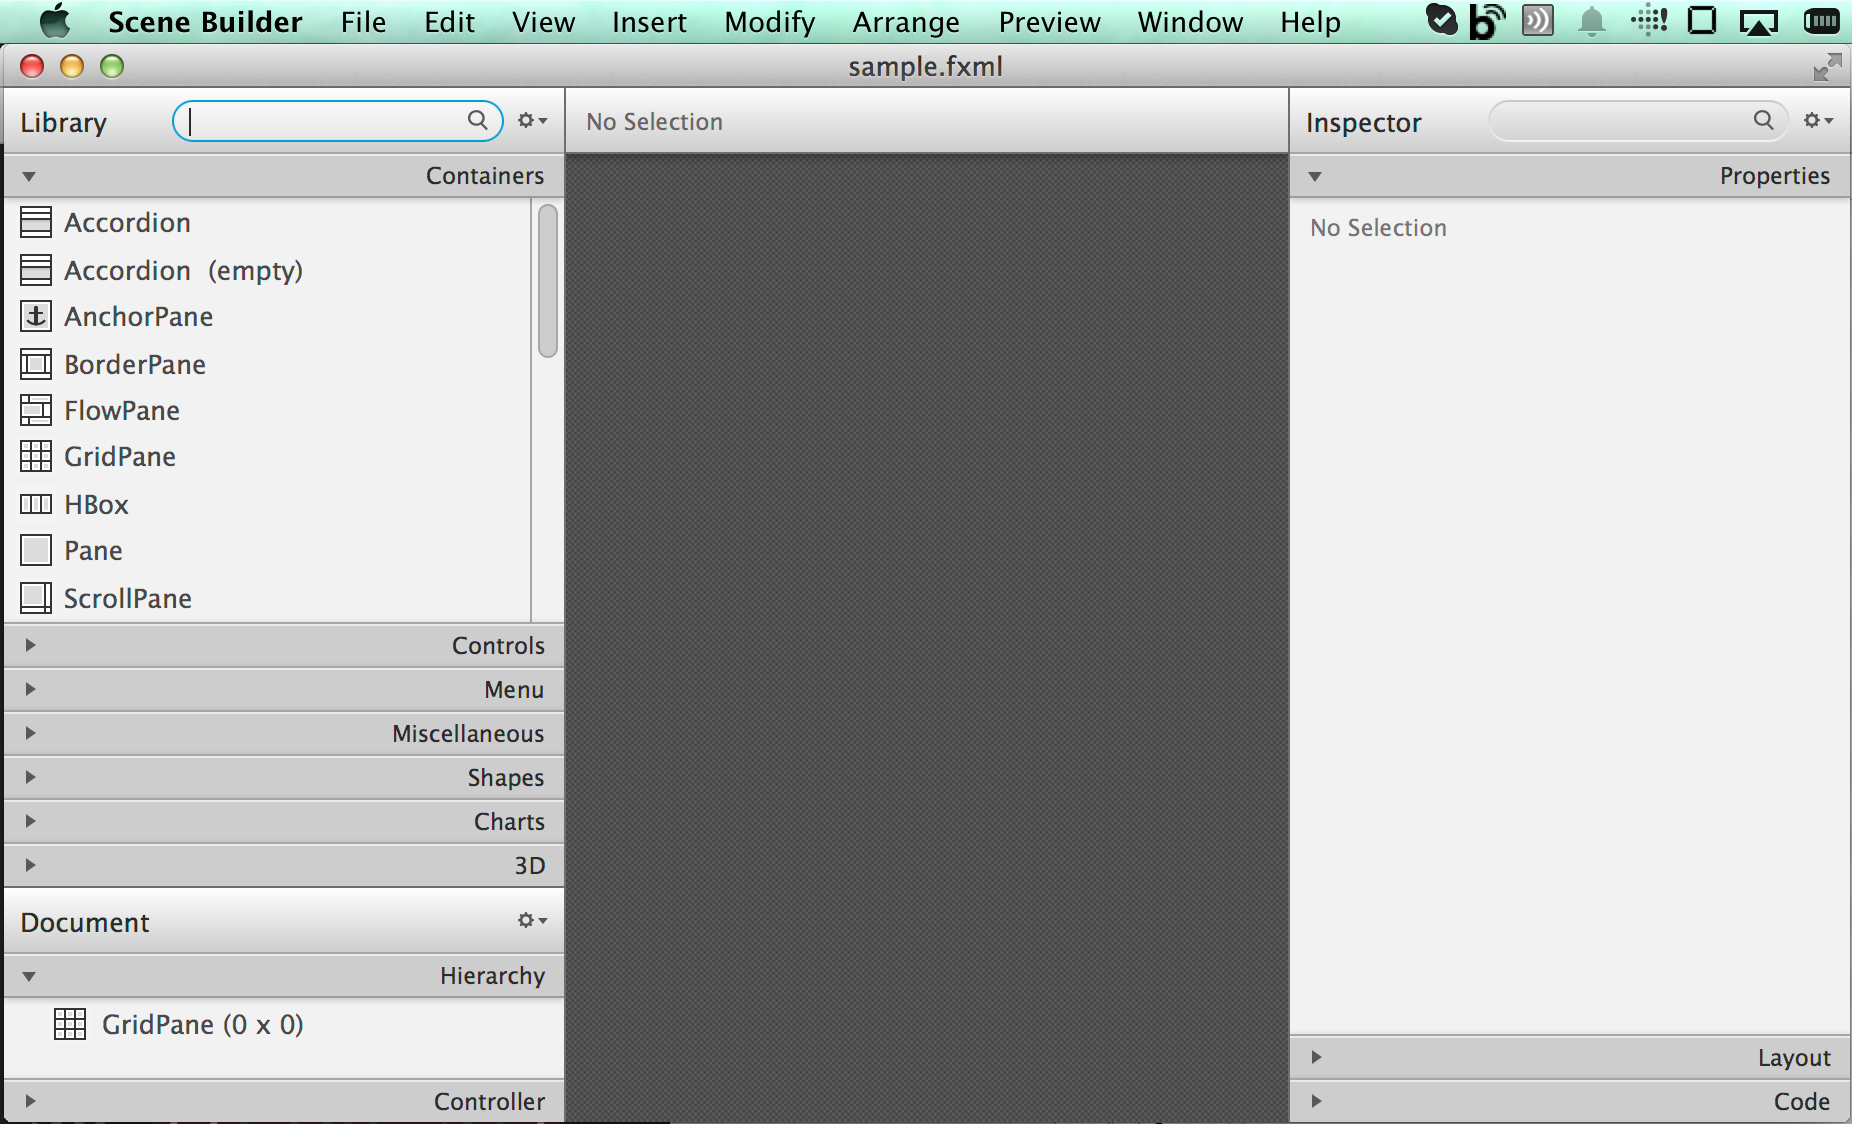 Scene Builder File Edit View Insert Modify Arrange Preview Window Help
sample.fxml
Library
No Selection
Inspector
Containers
Accordion
Accordion (empty)
AnchorPane
BorderPane
FlowPane
GridPane
HBox
Pane
ScrollPane
Controls
Menu
Miscellaneous
Shapes
Charts
3D
Document
Hierarchy
GridPane (0 x 0)
Controller
Properties
No Selection
Layout
Code